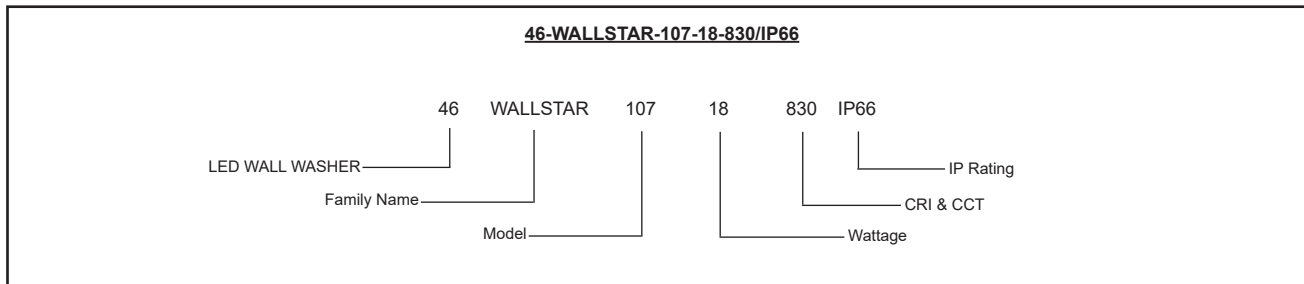 46-WALLSTAR-107-18-830/IP66
46 WALLSTAR 107 18 830 IP66
LED WALL WASHER IP Rating
Family Name CRI & CCT
Model Wattage